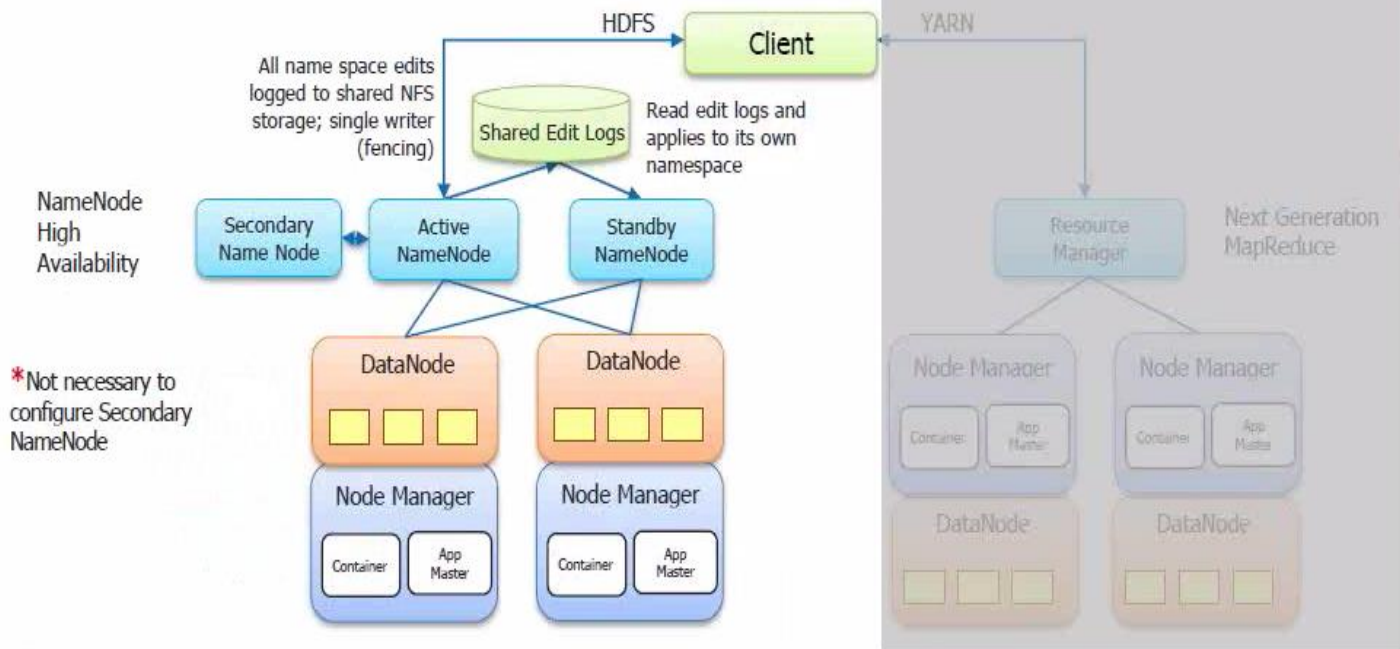 HDFS
Client
YARN
All name space edits
logged to shared NFS
storage; single writer
(fencing)
Shared Edit Logs
Read edit logs and
applies to its own
namespace
NameNode
High
Availability
Secondary
Name Node
Active
NameNode
Standby
NameNode
Resource
Manager
Next Generation
MapReduce
*Not necessary to
configure Secondary
NameNode
DataNode
DataNode
Node Manager
Container
App
Master
Node Manager
Container
App
Master
Node Manager
Container
App
Master
Node Manager
Container
App
Master
DataNode
DataNode